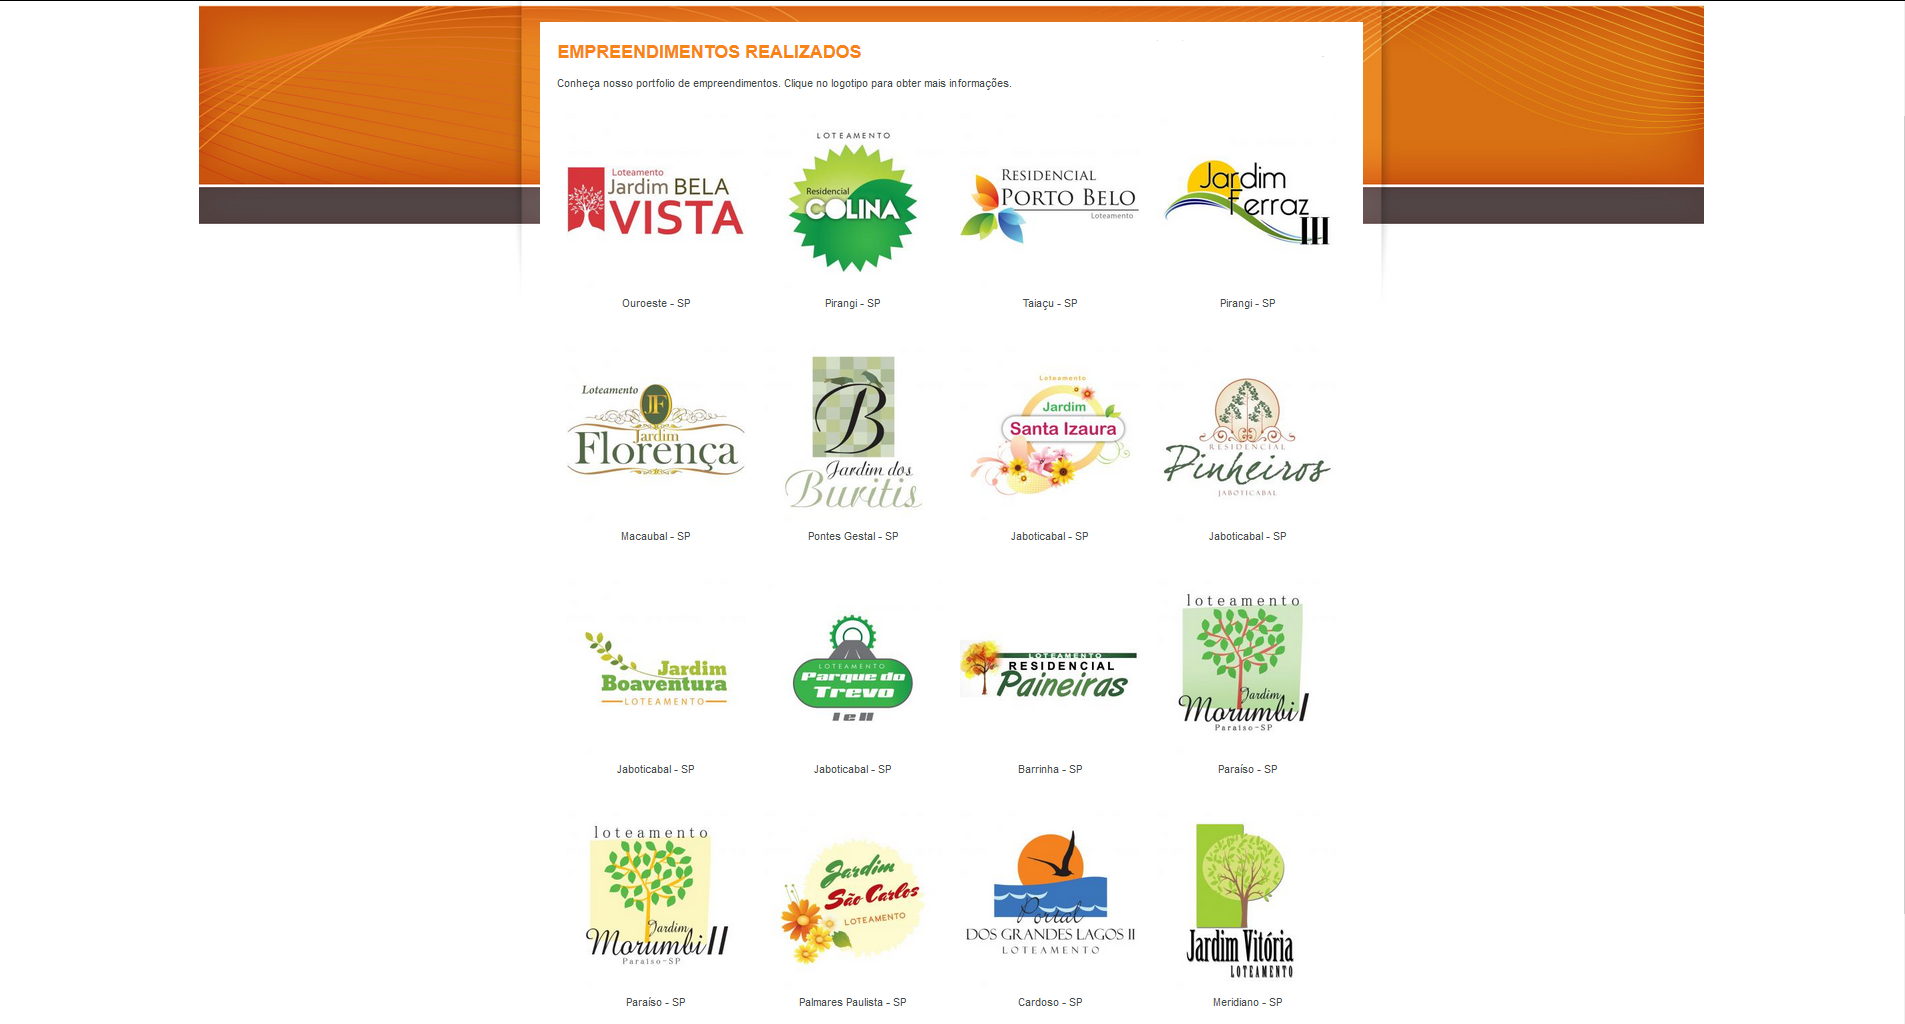 EMPREENDIMENTOS REALIZADOS
Conheça nosso portfolio de empreendimentos. Clique no logotipo para obter mais informações.
Loteamento
Jardim BELA
VISTA
Ouroeste - SP
LOTEAMENTO
Residencial
COLINA
Pirangi - SP
RESIDENCIAL
PORTO BELO
Loteamento
Taiaçu - SP
Jardim
Ferraz
III
Pirangi - SP
Loteamento
JF
Jardim
Florença
Macaubal - SP
B
Jardim dos
Buritis
Pontes Gestal - SP
Loteamento
Jardim
Santa Izaura
Jaboticabal - SP
RESIDENCIAL
Pinheiros
JABOTICABAL
Jaboticabal - SP
Jardim
Boaventura
LOTEAMENTO
Jaboticabal - SP
LOTEAMENTO
Parque do
Trevo
I e II
Jaboticabal - SP
LOTEAMENTO
RESIDENCIAL
Paineiras
Barrinha - SP
loteamento
Jardim
Morumbi I
Paraíso-SP
Paraíso - SP
loteamento
Jardim
Morumbi II
Paraíso-SP
Paraíso - SP
Jardim
São Carlos
LOTEAMENTO
Palmares Paulista - SP
Portal
DOS GRANDES LAGOS II
LOTEAMENTO
Cardoso - SP
Jardim Vitória
LOTEAMENTO
Meridiano - SP